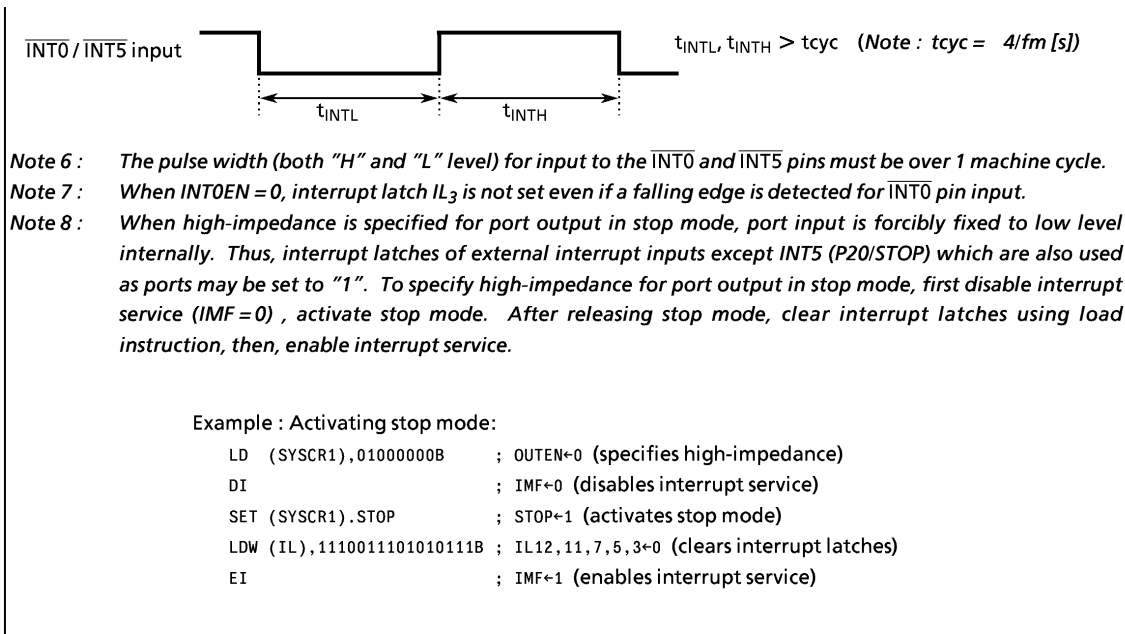 INT0 / INT5 input
tINTL, tINTH > tcyc (Note : tcyc = 4/fm [s])
tINTL tINTH
Note 6 : The pulse width (both "H" and "L" level) for input to the INT0 and INT5 pins must be over 1 machine cycle.
Note 7 : When INT0EN = 0, interrupt latch IL3 is not set even if a falling edge is detected for INT0 pin input.
Note 8 : When high-impedance is specified for port output in stop mode, port input is forcibly fixed to low level
internally. Thus, interrupt latches of external interrupt inputs except INT5 (P20/STOP) which are also used
as ports may be set to "1". To specify high-impedance for port output in stop mode, first disable interrupt
service (IMF = 0) , activate stop mode. After releasing stop mode, clear interrupt latches using load
instruction, then, enable interrupt service.
Example : Activating stop mode:
LD (SYSCR1),01000000B ; OUTEN←0 (specifies high-impedance)
DI ; IMF←0 (disables interrupt service)
SET (SYSCR1).STOP ; STOP←1 (activates stop mode)
LDW (IL),1110011101010111B ; IL12,11,7,5,3←0 (clears interrupt latches)
EI ; IMF←1 (enables interrupt service)